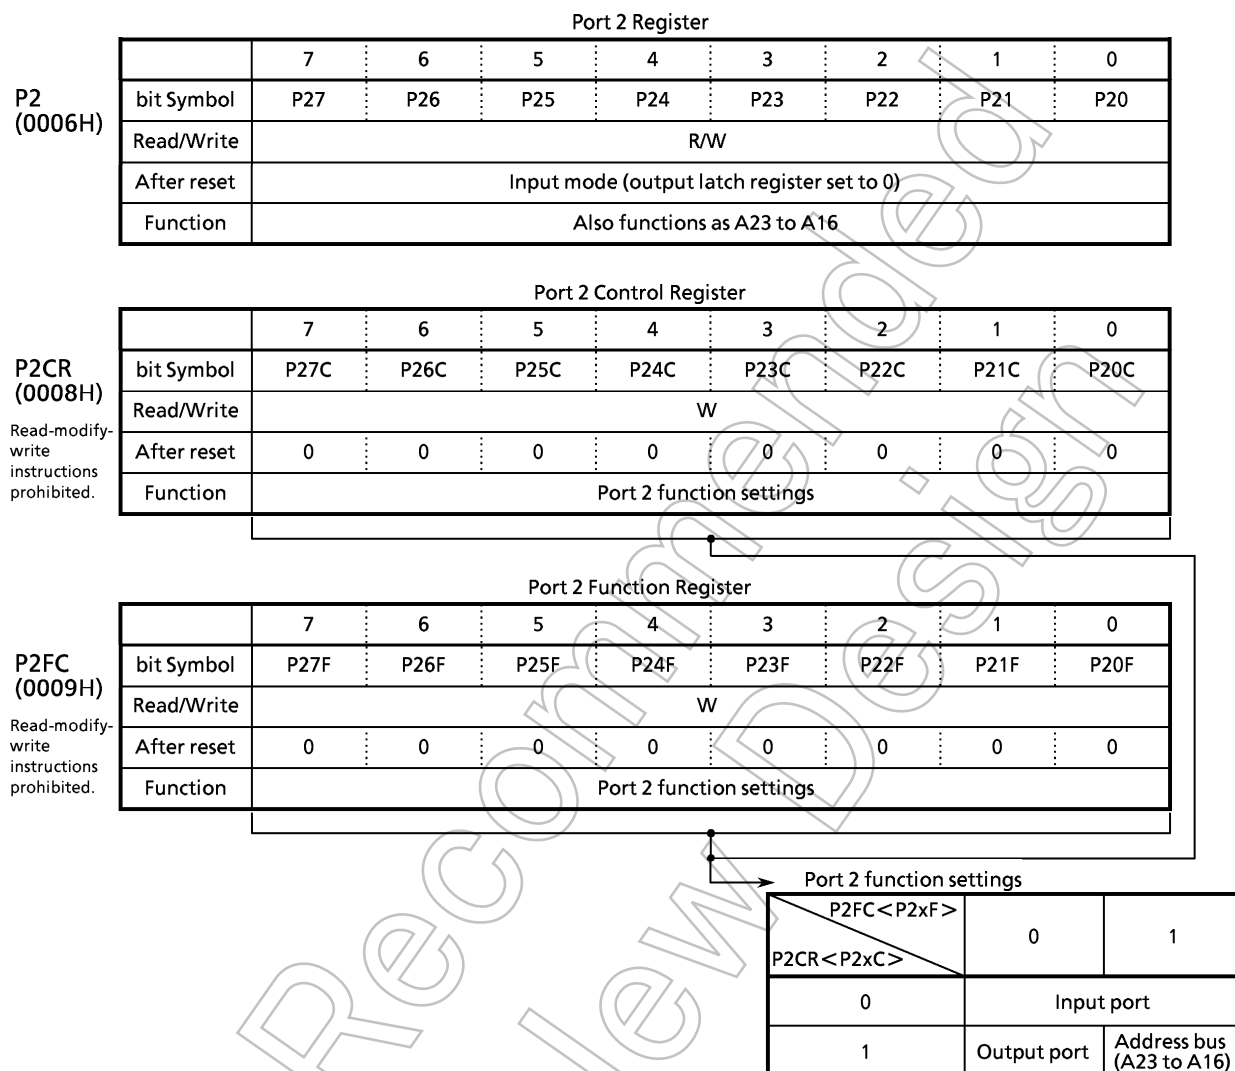 Port 2 Register
7 6 5 4 3 2 1 0
P2
(0006H)
bit Symbol P27 P26 P25 P24 P23 P22 P21 P20
Read/Write R/W
After reset Input mode (output latch register set to 0)
Function Also functions as A23 to A16
Port 2 Control Register
7 6 5 4 3 2 1 0
P2CR
(0008H)
Read-modify-
write
instructions
prohibited.
bit Symbol P27C P26C P25C P24C P23C P22C P21C P20C
Read/Write W
After reset 0 0 0 0 0 0 0 0
Function Port 2 function settings
Port 2 Function Register
7 6 5 4 3 2 1 0
P2FC
(0009H)
Read-modify-
write
instructions
prohibited.
bit Symbol P27F P26F P25F P24F P23F P22F P21F P20F
Read/Write W
After reset 0 0 0 0 0 0 0 0
Function Port 2 function settings
Port 2 function settings
P2FC<P2xF> 0 1
P2CR<P2xC>
0 Input port
1 Output port Address bus
(A23 to A16)
Recommended
ew Design